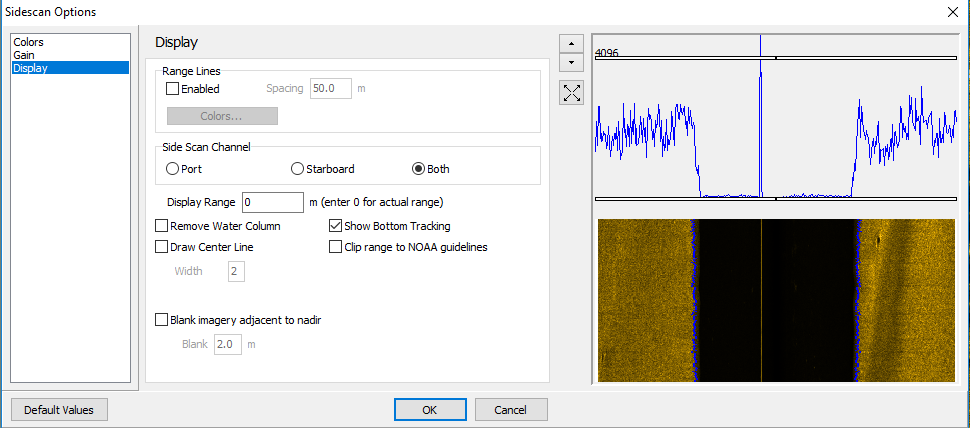 Sidescan Options
Colors
Gain
Display
Display
Range Lines
Enabled Spacing 50.0 m
Colors...
Side Scan Channel
Port Starboard Both
Display Range 0 m (enter 0 for actual range)
Remove Water Column Show Bottom Tracking
Draw Center Line Clip range to NOAA guidelines
Width 2
Blank imagery adjacent to nadir
Blank 2.0 m
4096
Default Values OK Cancel